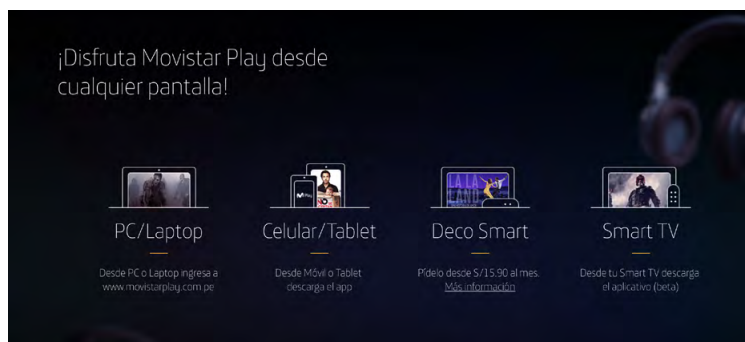 ¡Disfruta Movistar Play desde
cualquier pantalla!
LA LA
PC/Laptop
Celular/Tablet
Deco Smart
Smart TV
Desde PC o Laptop ingresa a
www.movistarplay.com.pe
Desde Móvil o Tablet
descarga el app
Pídelo desde S/15.90 al mes.
Más información
Desde tu Smart TV descarga
el aplicativo (beta)